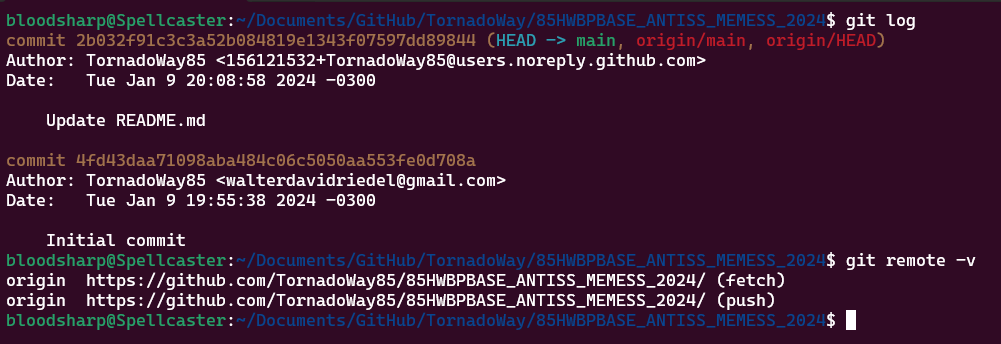 bloodsharp@Spellcaster:~/Documents/GitHub/TornadoWay/85HWBPBASE_ANTISS_MEMESS_2024$ git log
commit 2b032f91c3c3a52b084819e1343f07597dd89844 (HEAD -> main, origin/main, origin/HEAD)
Author: TornadoWay85 <156121532+TornadoWay85@users.noreply.github.com>
Date:   Tue Jan 9 20:08:58 2024 -0300
    Update README.md
commit 4fd43daa71098aba484c06c5050aa553fe0d708a
Author: TornadoWay85 <walterdavidriedel@gmail.com>
Date:   Tue Jan 9 19:55:38 2024 -0300
    Initial commit
bloodsharp@Spellcaster:~/Documents/GitHub/TornadoWay/85HWBPBASE_ANTISS_MEMESS_2024$ git remote -v
origin  https://github.com/TornadoWay85/85HWBPBASE_ANTISS_MEMESS_2024/ (fetch)
origin  https://github.com/TornadoWay85/85HWBPBASE_ANTISS_MEMESS_2024/ (push)
bloodsharp@Spellcaster:~/Documents/GitHub/TornadoWay/85HWBPBASE_ANTISS_MEMESS_2024$